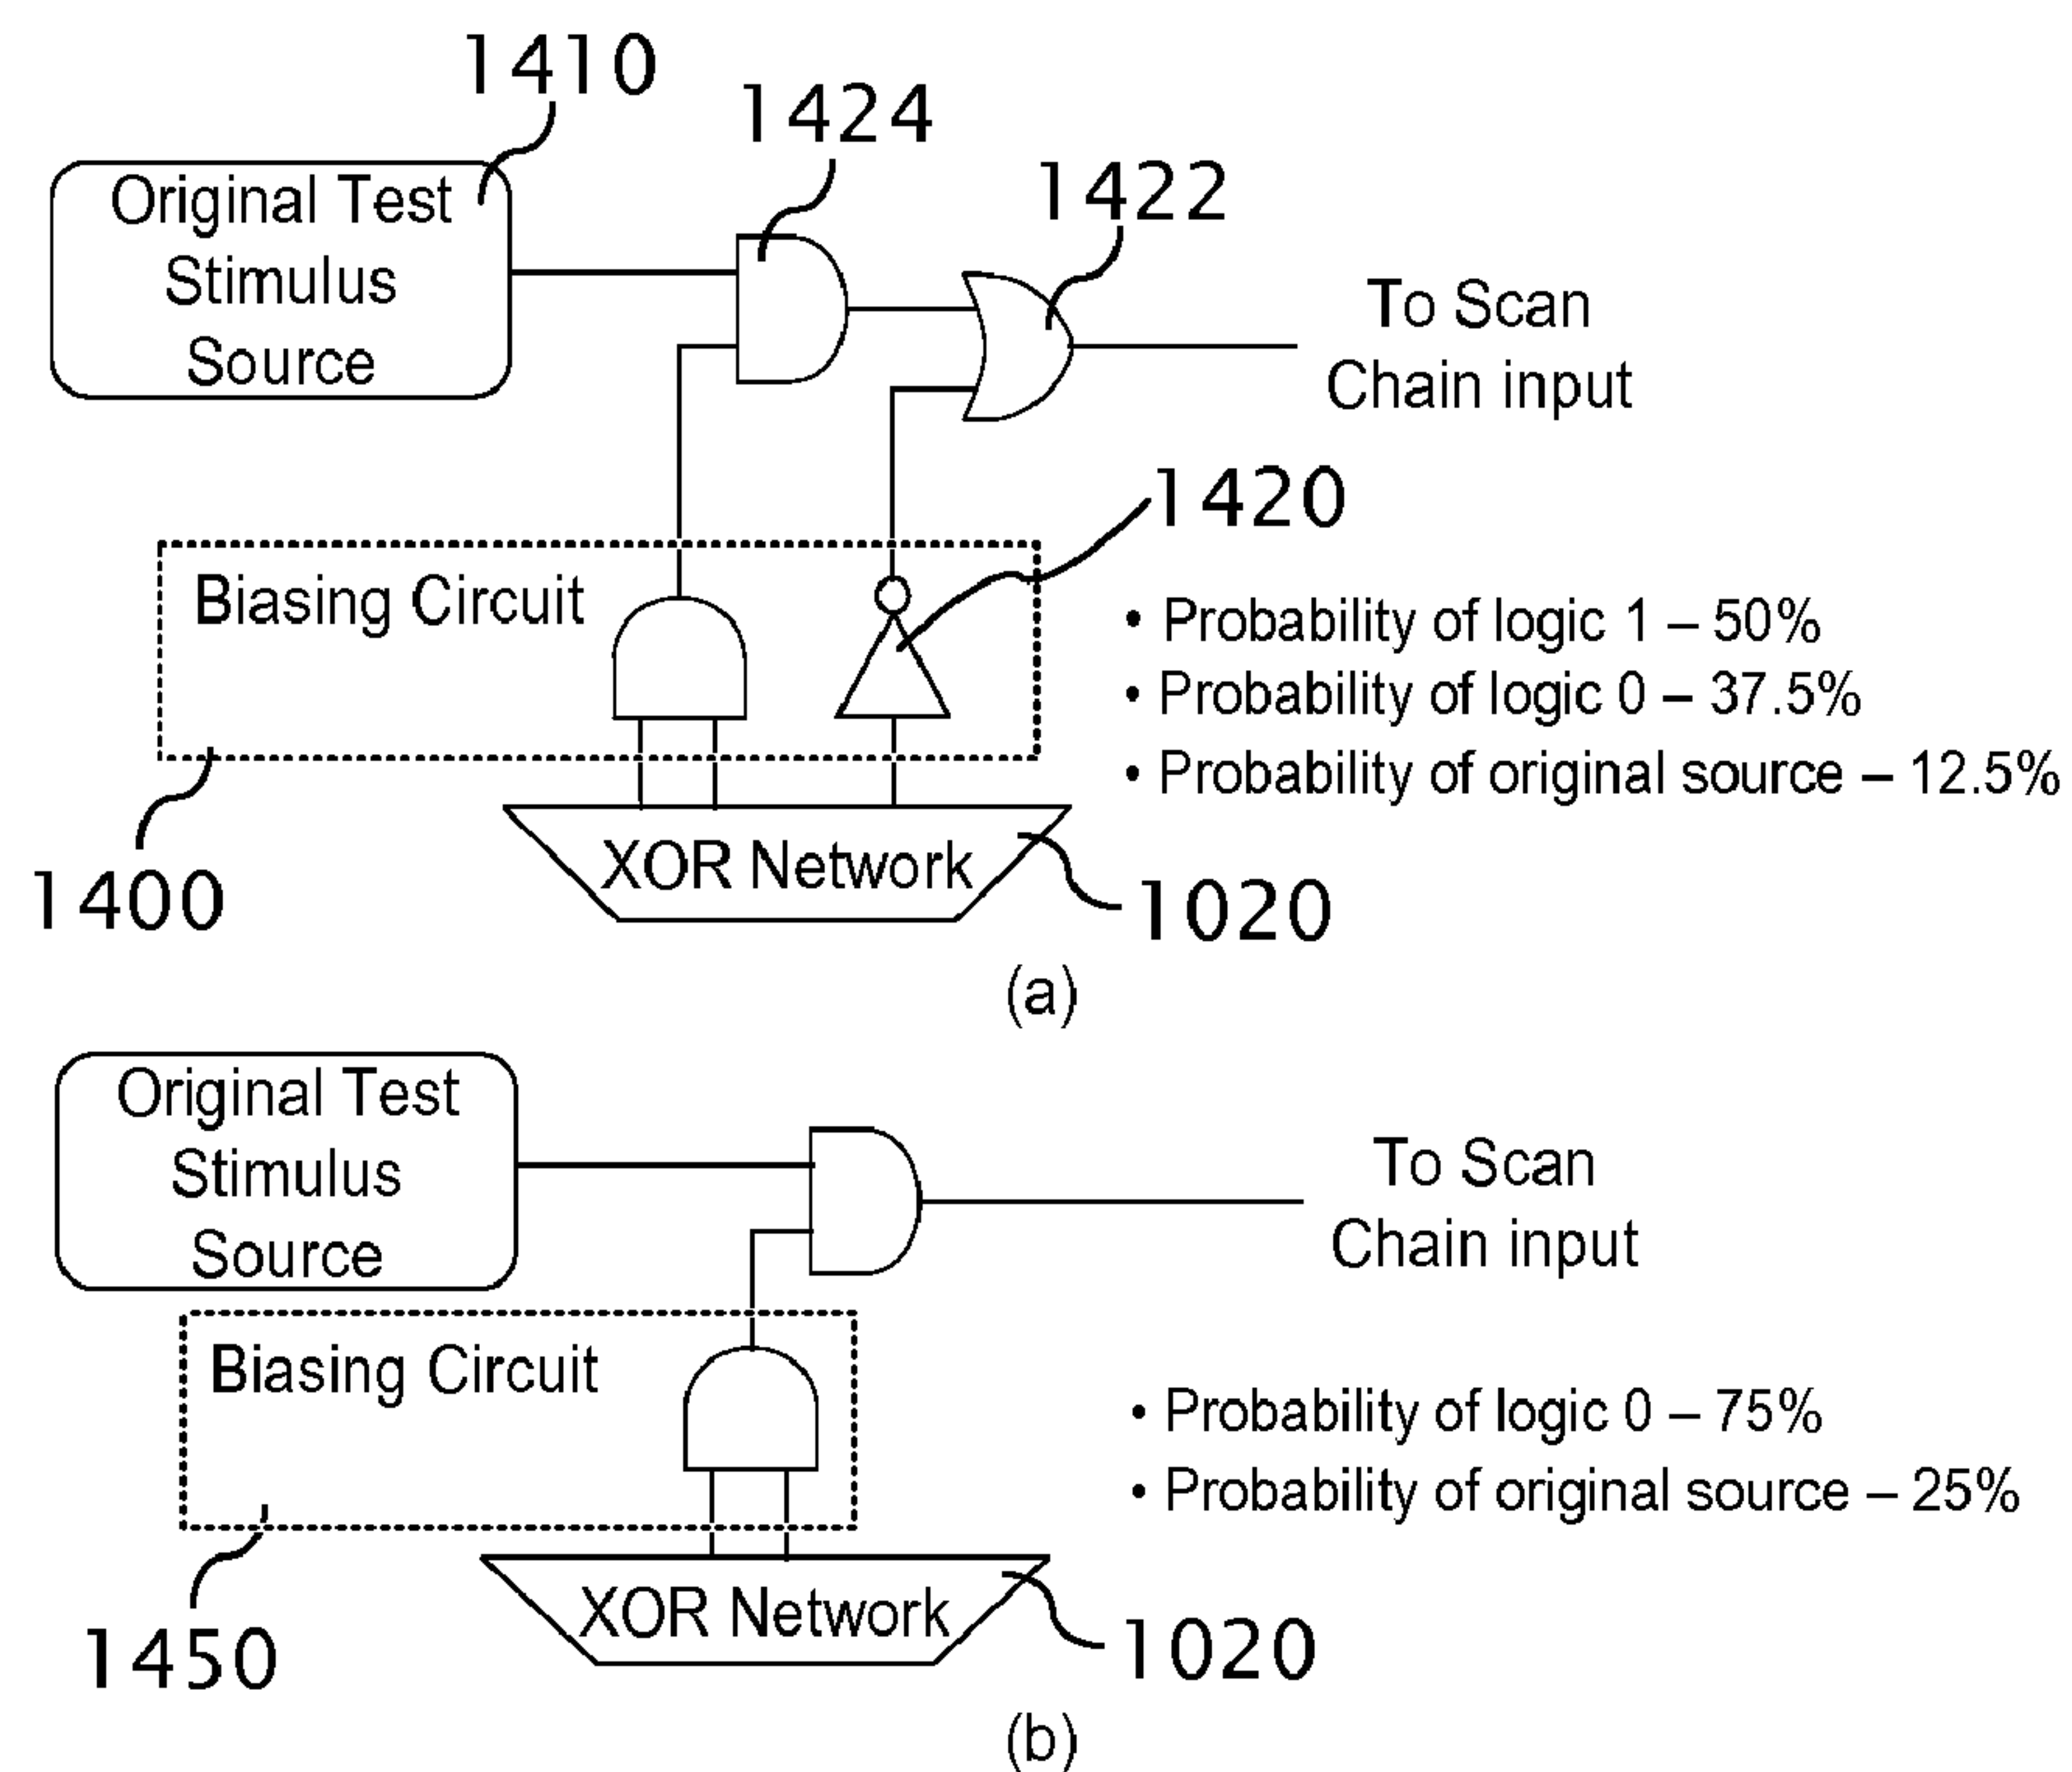 1410
1424
1422
Original Test
Stimulus
Source
To Scan
Chain input
1420
Biasing Circuit
• Probability of logic 1 – 50%
• Probability of logic 0 – 37.5%
• Probability of original source – 12.5%
XOR Network
1400
1020
(a)
Original Test
Stimulus
Source
To Scan
Chain input
Biasing Circuit
• Probability of logic 0 – 75%
• Probability of original source – 25%
XOR Network
1450
1020
(b)